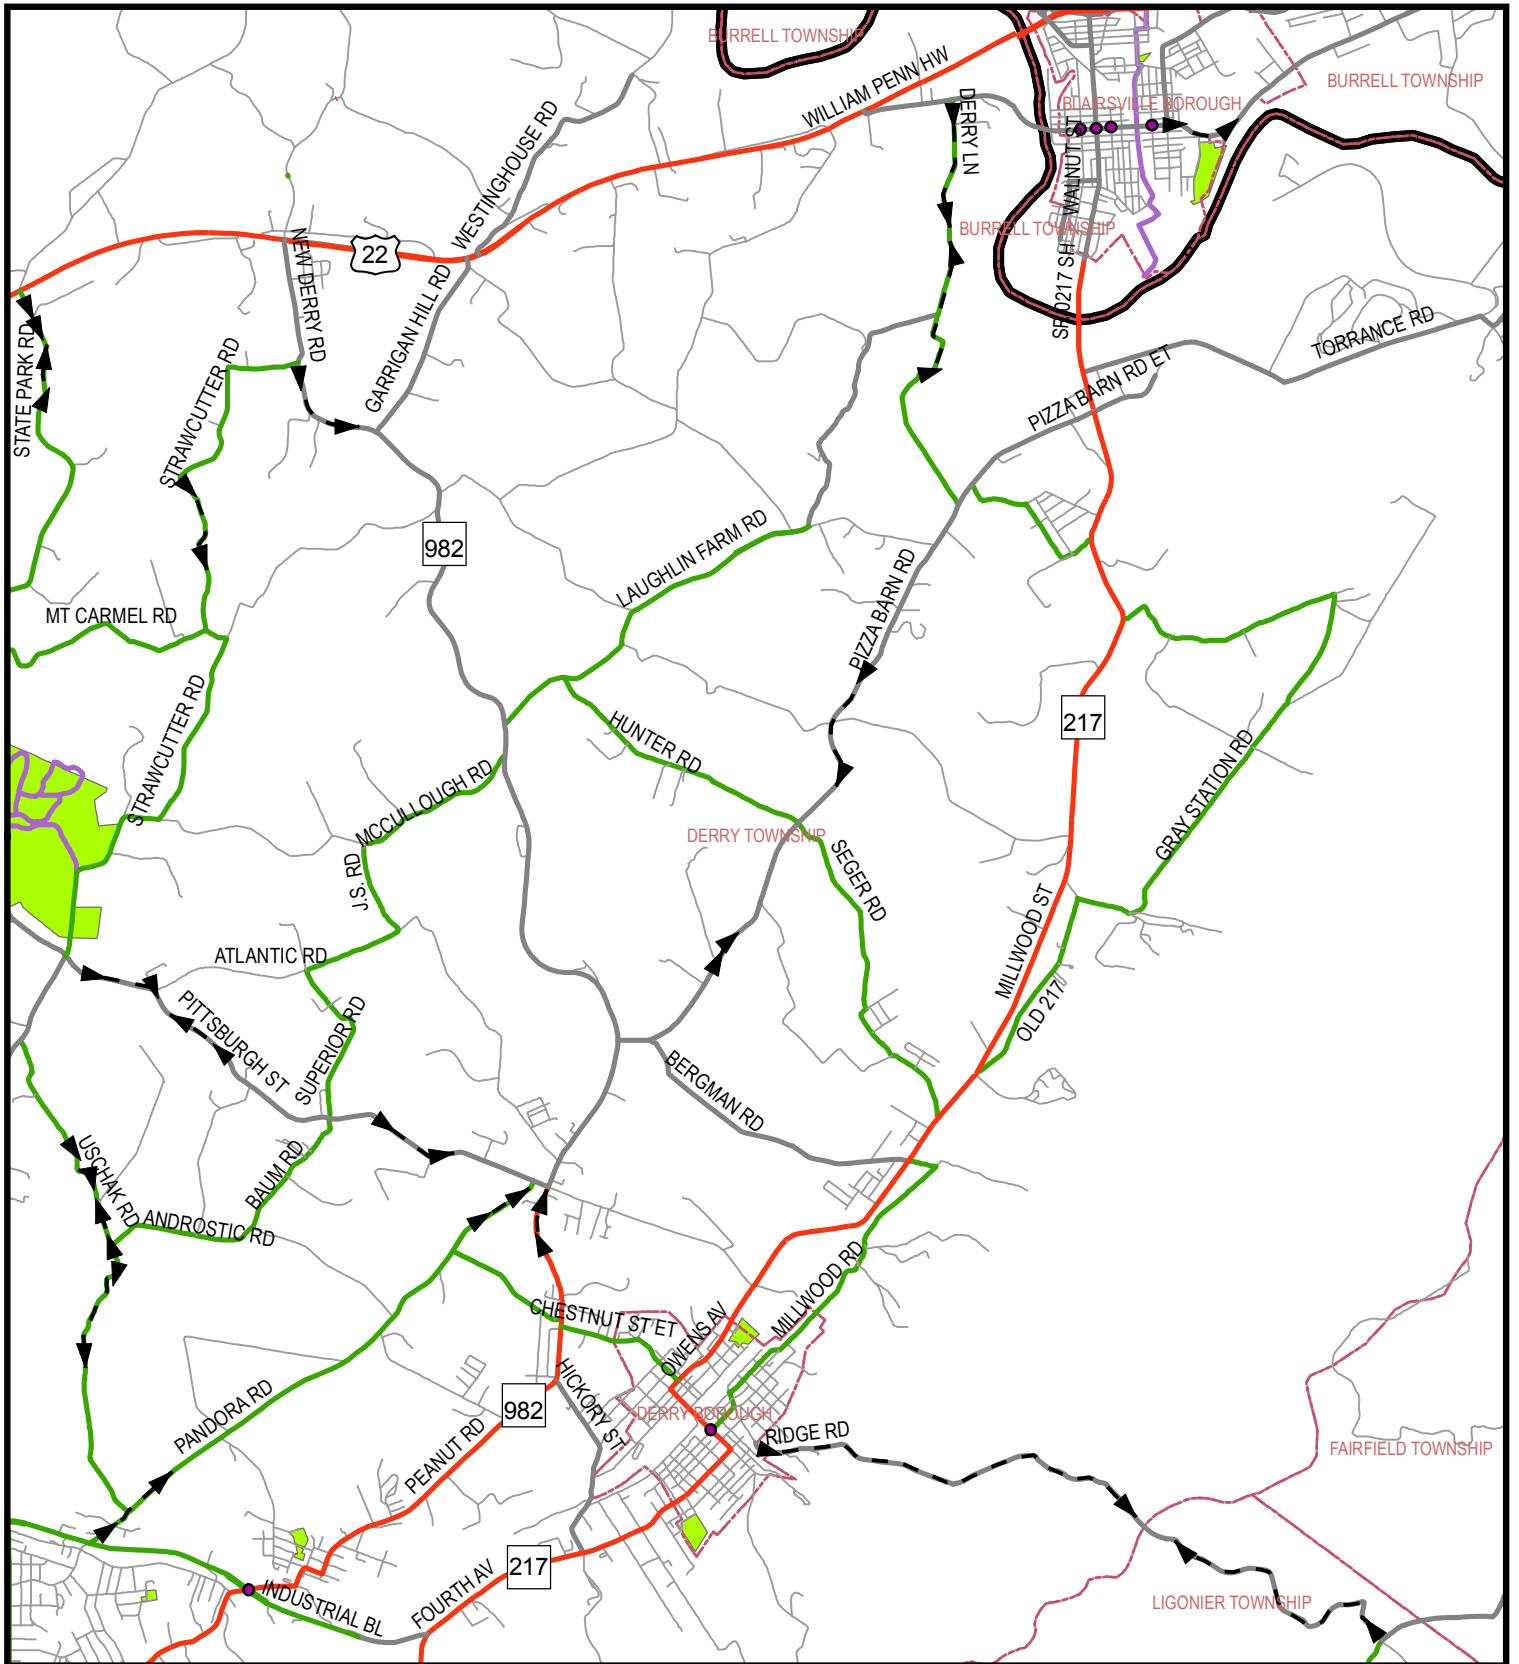 BURRELL TOWNSHIP
WILLIAM PENN HW
BURRELL TOWNSHIP
BLAIRSVILLE BOROUGH
DERRY LN
WESTINGHOUSE RD
WALNUT ST
BURRELL TOWNSHIP
NEW DERRY RD
22
GARRIGAN HILL RD
SR 0217 SH
STATE PARK RD
STRAWCUTTER RD
TORRANCE RD
PIZZA BARN RD ET
982
LAUGHLIN FARM RD
PIZZA BARN RD
MT CARMEL RD
STRAWCUTTER RD
HUNTER RD
217
MCCULLOUGH RD
GRAY STATION RD
DERRY TOWNSHIP
J.S. RD
SEGER RD
MILLWOOD ST
ATLANTIC RD
PITTSBURGH ST
SUPERIOR RD
OLD 217
BERGMAN RD
USCHAK RD
BAUM RD
ANDROSTIC RD
MILLWOOD RD
CHESTNUT ST ET
OWENS AV
HICKORY ST
PANDORA RD
982
DERRY BOROUGH
PEANUT RD
RIDGE RD
FAIRFIELD TOWNSHIP
217
FOURTH AV
INDUSTRIAL BL
LIGONIER TOWNSHIP